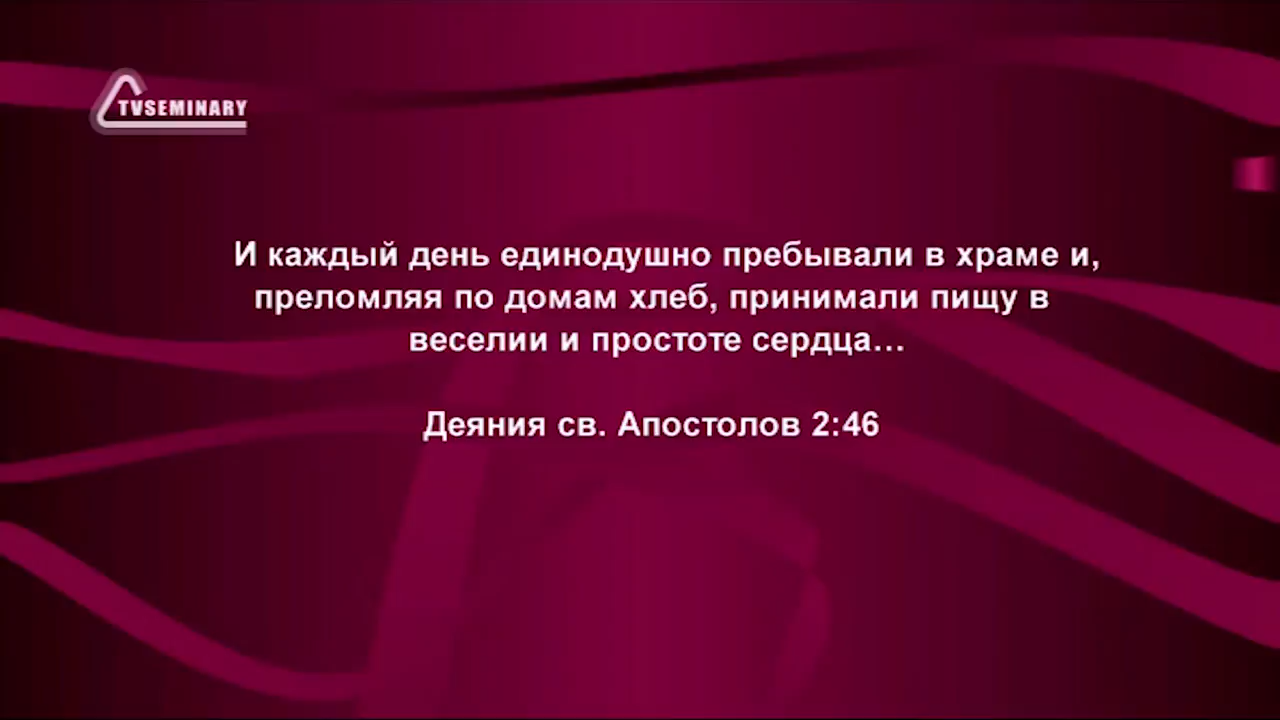 TVSEMINARY
И каждый день единодушно пребывали в храме и,
преломляя по домам хлеб, принимали пищу в
веселии и простоте сердца...
Деяния св. Апостолов 2:46